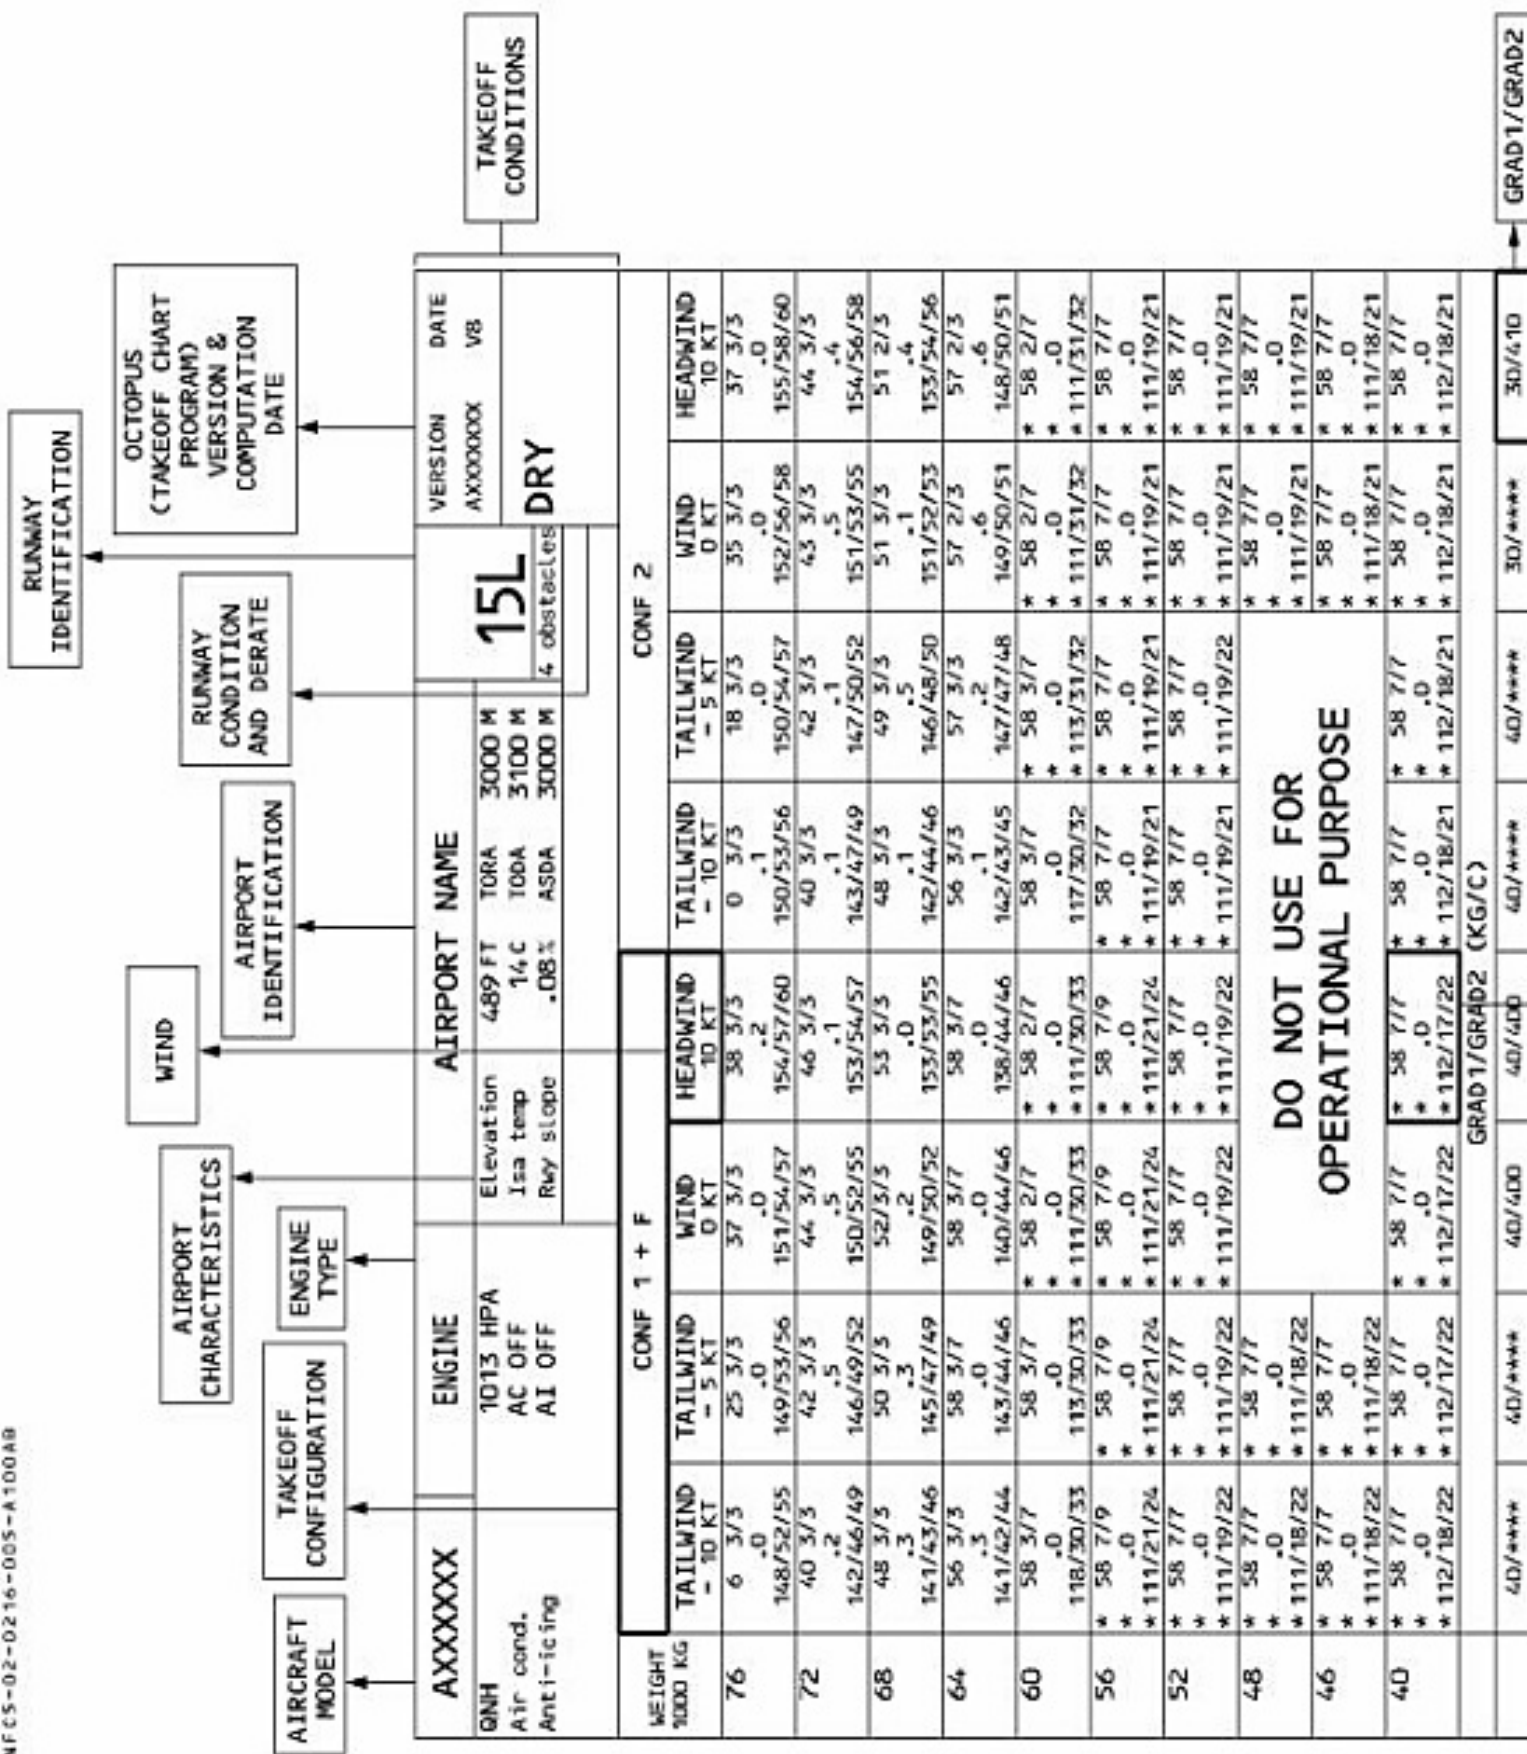 NFC5-02-0216-005-A100AB
RUNWAY
IDENTIFICATION
OCTOPUS
(TAKEOFF CHART
PROGRAM)
VERSION &
COMPUTATION
DATE
WIND
AIRPORT
CHARACTERISTICS
RUNWAY
CONDITION
AND DERATE
AIRPORT
IDENTIFICATION
TAKEOFF
CONFIGURATION
ENGINE
TYPE
AIRCRAFT
MODEL
TAKEOFF
CONDITIONS
AXXXXX ENGINE AIRPORT NAME 15L VERSION DATE
QNH 1013 HPA Elevation 489 FT TORA 3000 M AXXXXXXX V8
Air cond. AC OFF Isa temp 14 C TODA 3100 M
Anti-icing AI OFF Rwy slope .08% ASDA 3000 M 4 obstacles DRY
WEIGHT CONF 1 + F CONF 2
1000 KG
TAILWIND TAILWIND WIND HEADWIND TAILWIND TAILWIND WIND HEADWIND
- 10 KT - 5 KT 0 KT 10 KT - 10 KT - 5 KT 0 KT 10 KT
76 6 3/3 25 3/3 37 3/3 38 3/3 0 3/3 18 3/3 35 3/3 37 3/3
.0 .0 .0 .2 .1 .0 .0 .0
148/52/55 149/53/56 151/54/57 154/57/60 150/53/56 150/54/57 152/56/58 155/58/60
72 40 3/3 42 3/3 44 3/3 46 3/3 40 3/3 42 3/3 43 3/3 44 3/3
.2 .5 .5 .1 .1 .1 .5 .4
142/46/49 146/49/52 150/52/55 153/54/57 143/47/49 147/50/52 151/53/55 154/56/58
68 48 3/3 50 3/3 52/3/3 53 3/3 48 3/3 49 3/3 51 3/3 51 2/3
.3 .3 .2 .0 .1 .5 .1 .4
141/43/46 145/47/49 149/50/52 153/53/55 142/44/46 146/48/50 151/52/53 153/54/56
64 56 3/3 58 3/7 58 3/7 58 3/7 56 3/3 57 3/3 57 2/3 57 2/3
.3 .0 .0 .0 .1 .2 .6 .6
141/42/44 143/44/46 140/44/46 138/44/46 142/43/45 147/47/48 149/50/51 148/50/51
60 58 3/7 58 3/7 * 58 2/7 * 58 2/7 58 3/7 * 58 3/7 * 58 2/7 * 58 2/7
.0 .0 * .0 * .0 .0 * .0 * .0 * .0
118/30/33 113/30/33 * 111/30/33 * 111/30/33 117/30/32 * 113/31/32 * 111/31/32 * 111/31/32
56 * 58 7/9 * 58 7/9 * 58 7/9 * 58 7/9 * 58 7/7 * 58 7/7 * 58 7/7 * 58 7/7
* .0 * .0 * .0 * .0 * .0 * .0 * .0 * .0
* 111/21/24 * 111/21/24 * 111/21/24 * 111/21/24 * 111/19/21 * 111/19/21 * 111/19/21 * 111/19/21
52 * 58 7/7 * 58 7/7 * 58 7/7 * 58 7/7 * 58 7/7 * 58 7/7 * 58 7/7 * 58 7/7
* .0 * .0 * .0 * .0 * .0 * .0 * .0 * .0
* 111/19/22 * 111/19/22 * 111/19/22 * 111/19/22 * 111/19/21 * 111/19/22 * 111/19/21 * 111/19/21
48 * 58 7/7 * 58 7/7 * 58 7/7 * 58 7/7
* .0 * .0 * .0 * .0
* 111/18/22 * 111/18/22 * 111/19/21 * 111/19/21
DO NOT USE FOR
OPERATIONAL PURPOSE
46 * 58 7/7 * 58 7/7 * 58 7/7 * 58 7/7
* .0 * .0 * .0 * .0
* 111/18/22 * 111/18/22 * 111/18/21 * 111/18/21
40 * 58 7/7 * 58 7/7 * 58 7/7 * 58 7/7 * 58 7/7 * 58 7/7 * 58 7/7 * 58 7/7
* .0 * .0 * .0 * .0 * .0 * .0 * .0 * .0
* 112/18/22 * 112/17/22 * 112/17/22 * 112/17/22 * 112/18/21 * 112/18/21 * 112/18/21 * 112/18/21
GRAD1/GRAD2 (KG/C)
40/**** 40/**** 40/400 40/400 40/**** 40/**** 30/**** 30/410 GRAD1/GRAD2